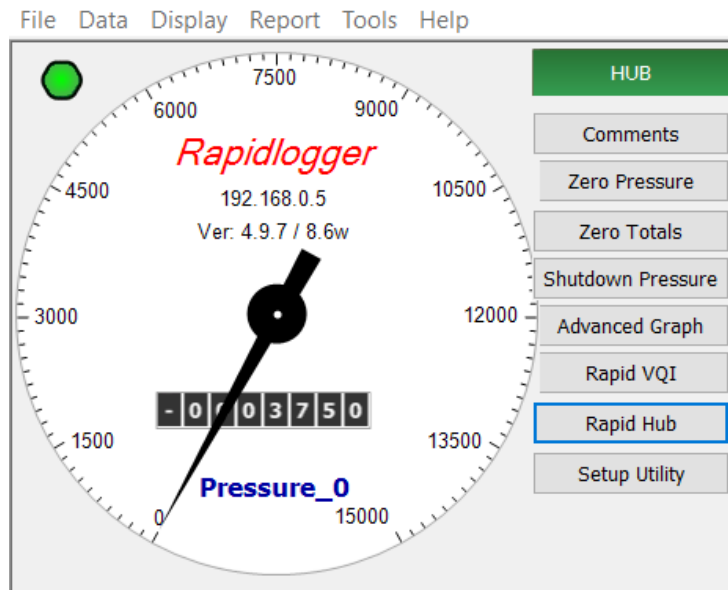 File Data Display Report Tools Help
HUB
7500
6000 9000
Rapidlogger
4500 10500
192.168.0.5
Ver: 4.9.7 / 8.6w
3000 12000
-0003750
1500 13500
Pressure_0
0 15000
Comments
Zero Pressure
Zero Totals
Shutdown Pressure
Advanced Graph
Rapid VQI
Rapid Hub
Setup Utility